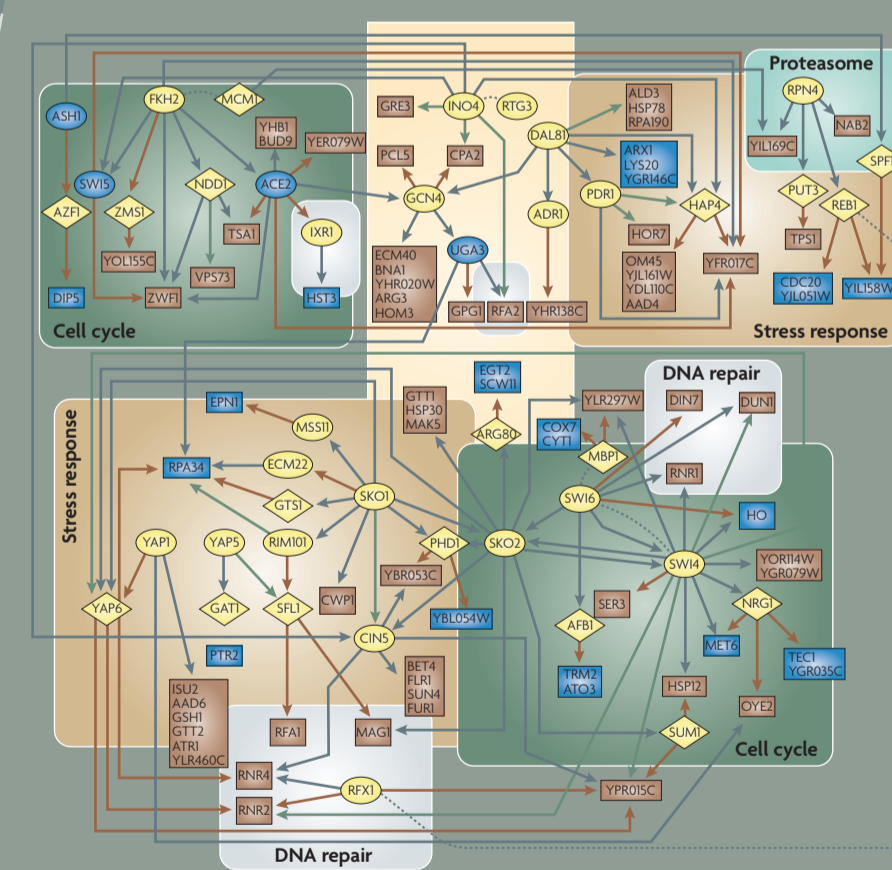 Proteasome
FKH2
MCM1
ASH1
GRE3
INO4
RTG3
ALD3
HSP78
RPA190
RPN4
NAB2
YHB1
BUD9
YER079W
DAL81
YIL169C
PCL5
CPA2
ARX1
LYS20
YGR146C
SWI5
NDD1
ACE2
GCN4
PDR1
HAP4
PUT3
REB1
AZF1
ZMS1
TSA1
IXR1
ADR1
HOR7
TPS1
YOL155C
VPS73
UGA3
ECM40
BNA1
YHR020W
ARG3
HOM3
OM45
YJL161W
YDL110C
AAD4
YFR017C
CDC20
YJL051W
YIL158W
DIP5
ZWF1
HST3
GPG1
RFA2
YHR138C
Cell cycle
Stress response
DNA repair
EGT2
SCW11
EPN1
GTT1
HSP30
MAK5
YLR297W
DIN7
DUN1
MSS11
ARG80
COX7
CYT1
MBP1
Stress response
RPA34
ECM22
RNR1
GTS1
SKO1
SWI6
HO
YAP1
YAP5
RIM101
PHD1
SKO2
SWI4
YOR114W
YGR079W
YBR053C
YAP6
GAT1
SFL1
CWP1
YBL054W
SER3
NRG1
AFB1
CIN5
MET6
PTR2
TEC1
YGR035C
TRM2
ATO3
BET4
FLR1
SUN4
FUR1
HSP12
OYE2
ISU2
AAD6
GSH1
GTT2
ATR1
YLR460C
RFA1
MAG1
SUM1
Cell cycle
RNR4
RFX1
YPR015C
RNR2
DNA repair